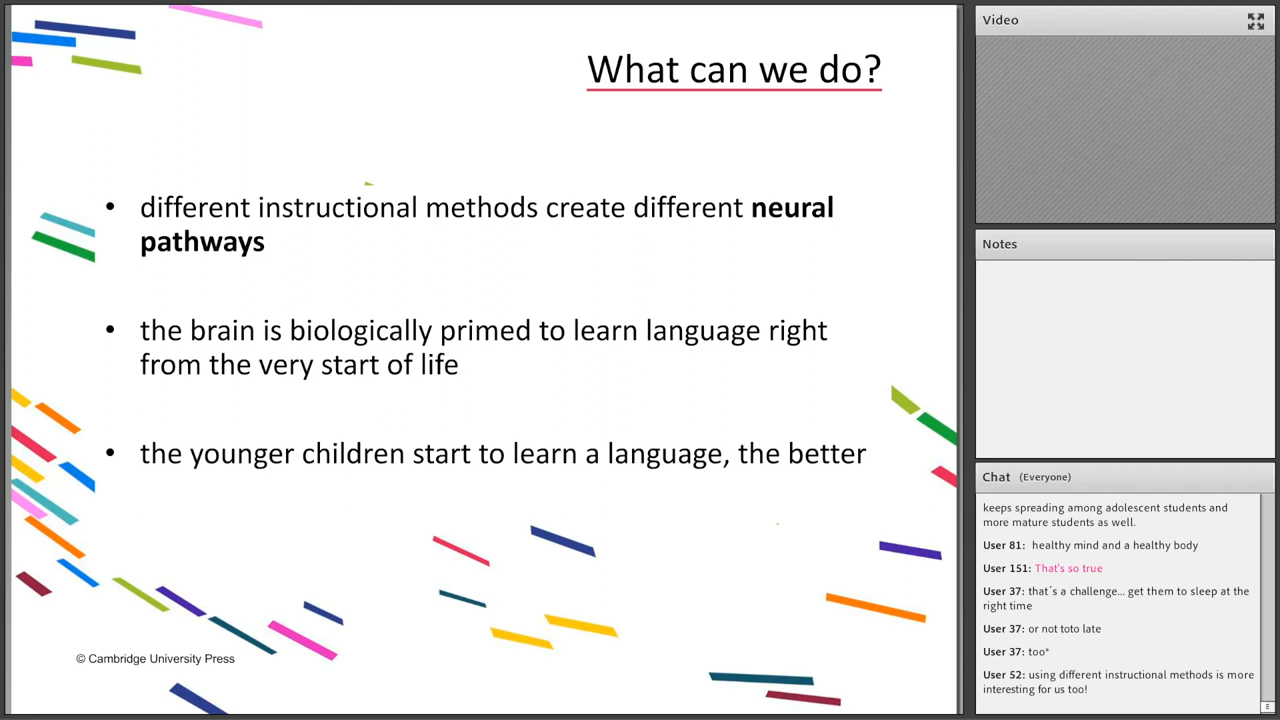 What can we do?
• different instructional methods create different neural
pathways
• the brain is biologically primed to learn language right
from the very start of life
• the younger children start to learn a language, the better
© Cambridge University Press
Video
Notes
Chat (Everyone)
keeps spreading among adolescent students and
more mature students as well.
User 81: healthy mind and a healthy body
User 151: That's so true
User 37: that´s a challenge... get them to sleep at the
right time
User 37: or not toto late
User 37: too*
User 52: using different instructional methods is more
interesting for us too!